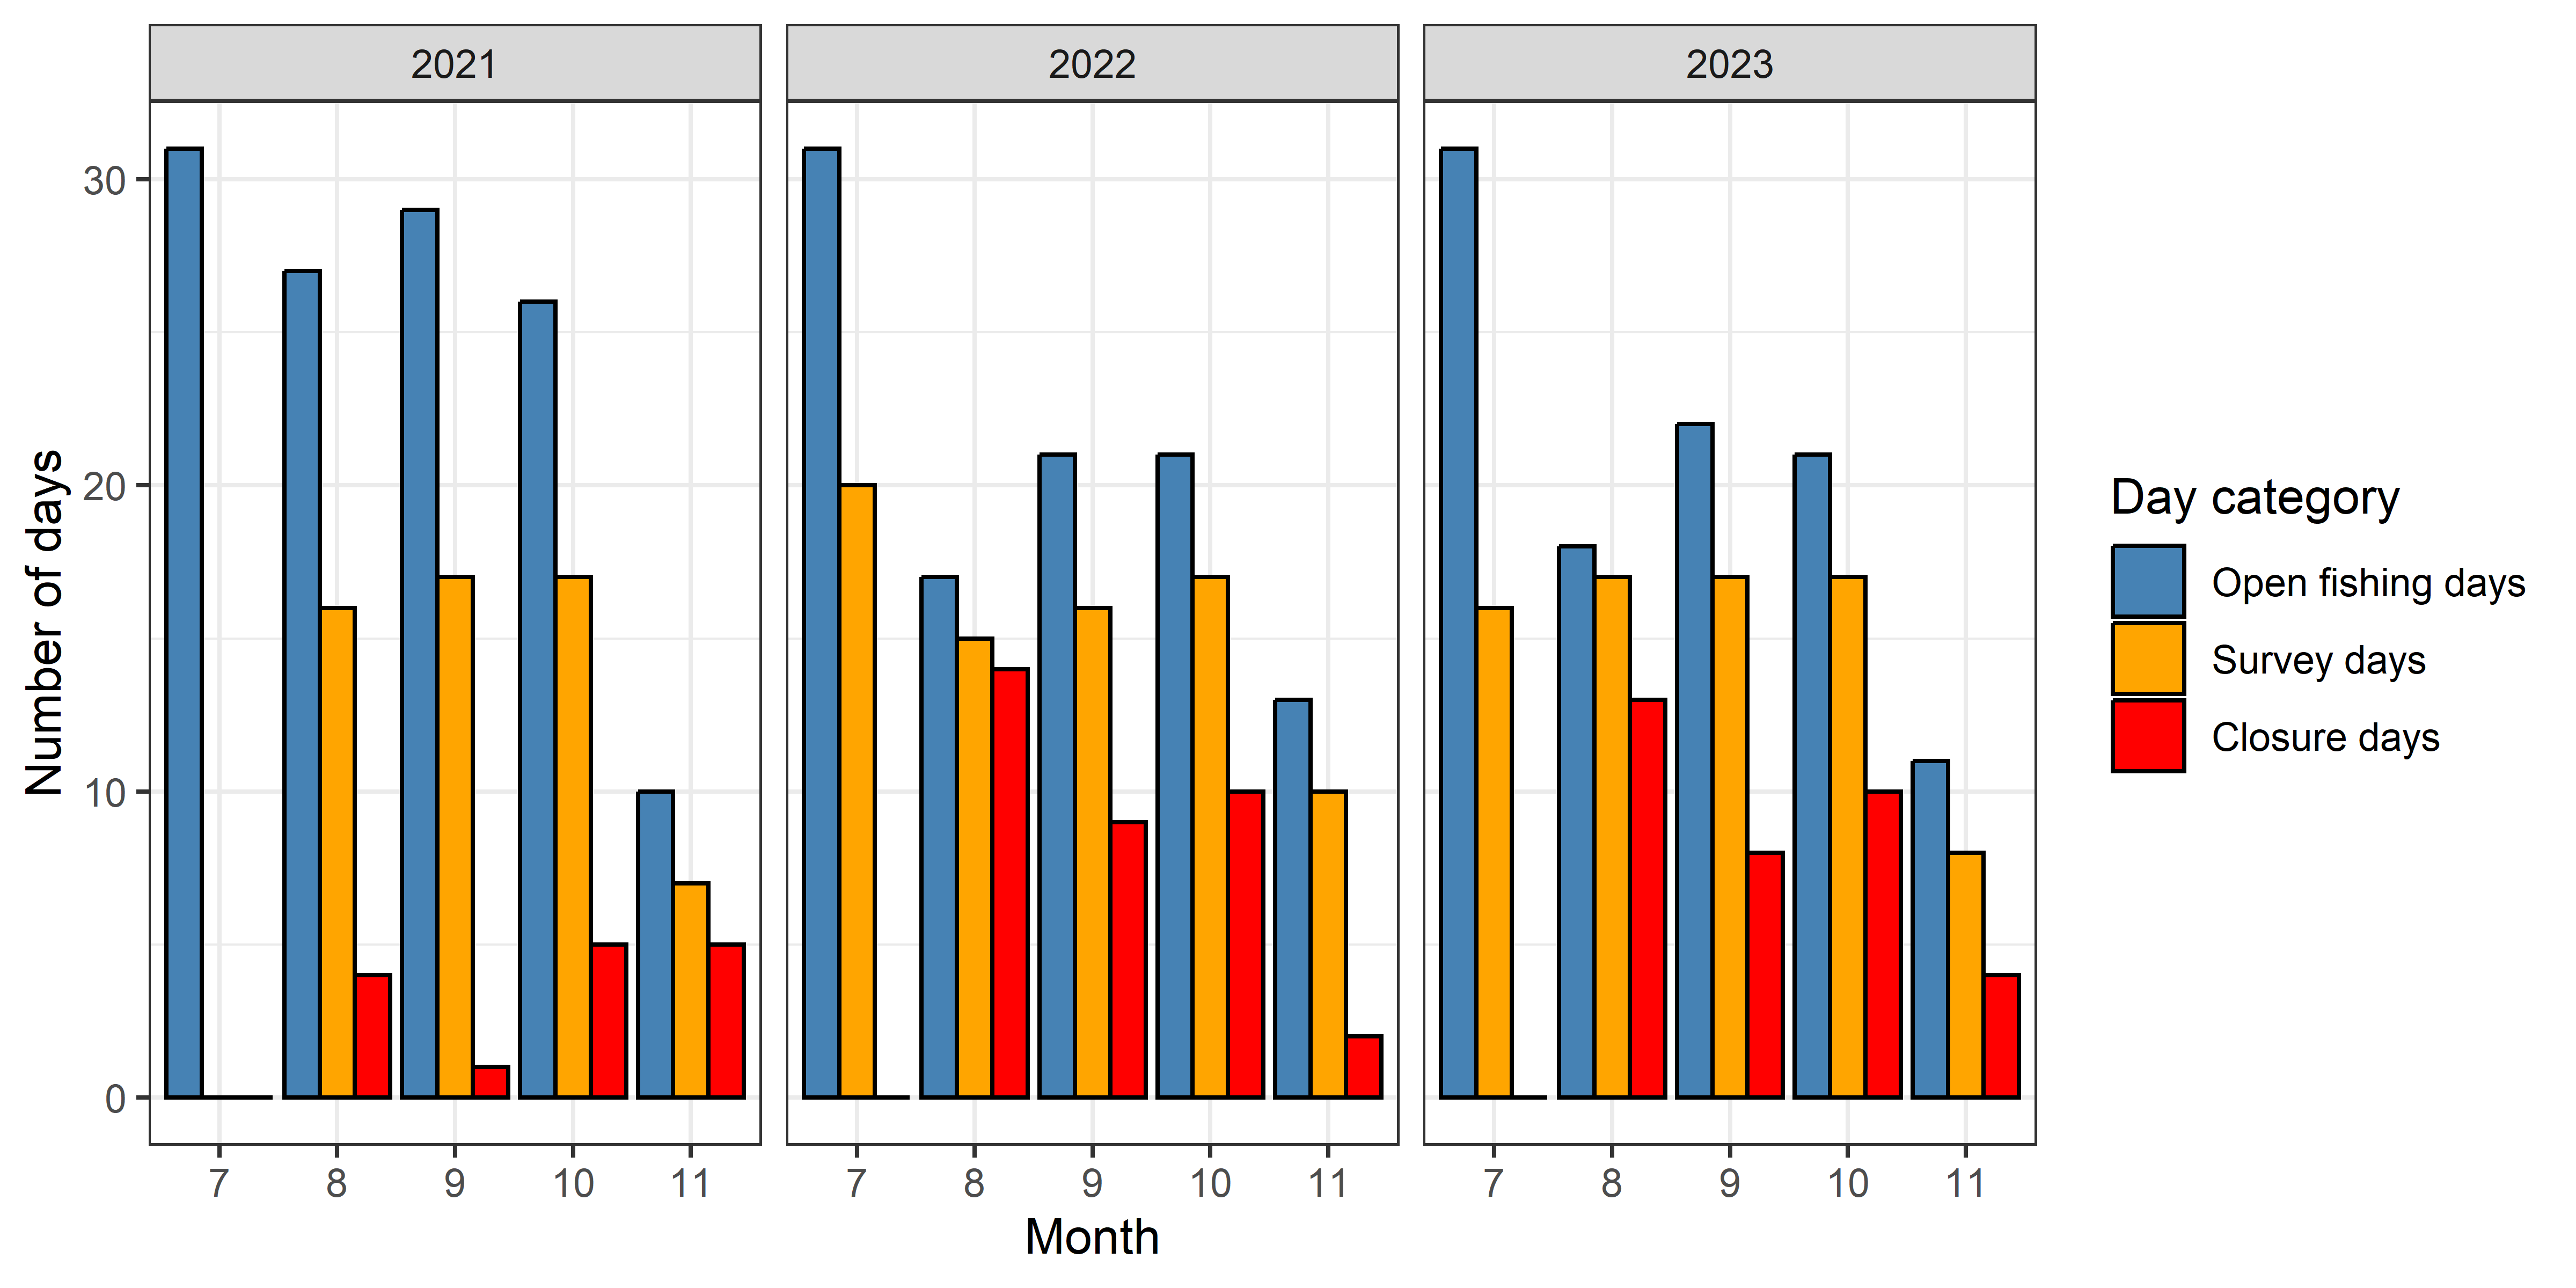 2021 2022 2023
30
20
10
0
Number of days
7 8 9 10 11 7 8 9 10 11 7 8 9 10 11
Month
Day category
Open fishing days
Survey days
Closure days